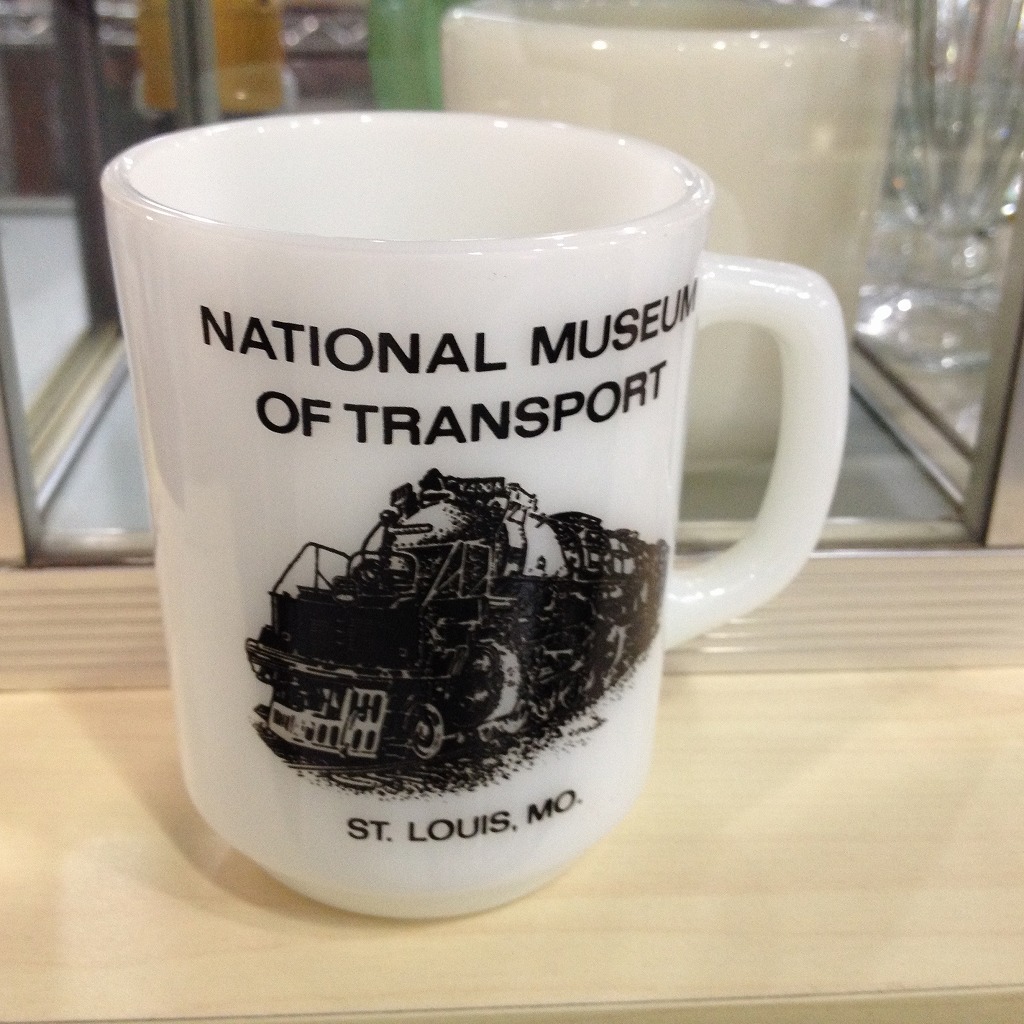 NATIONAL MUSEUM
OF TRANSPORT
ST. LOUIS, MO.